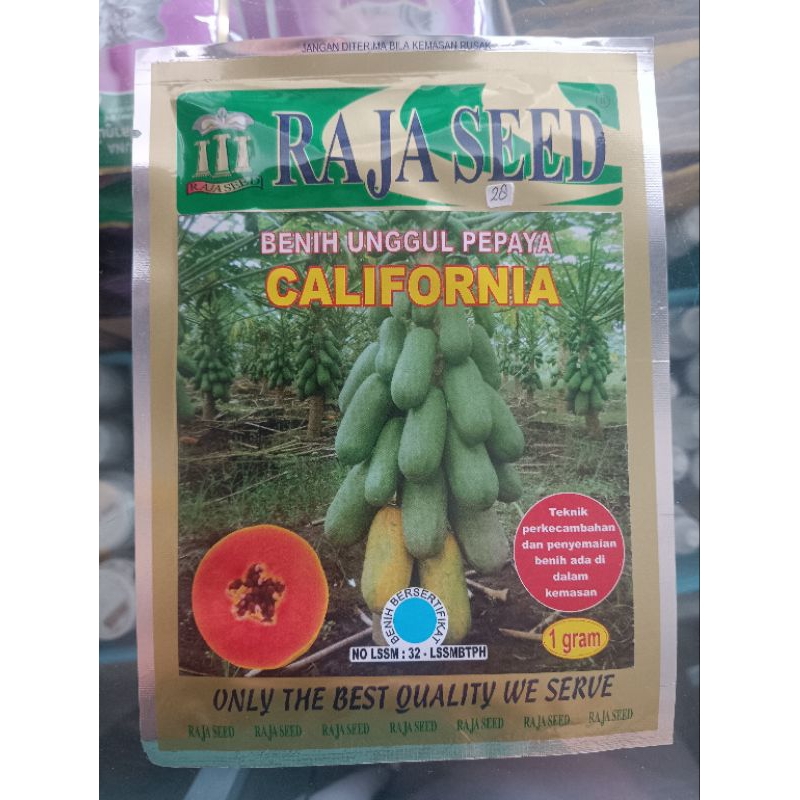 JANGAN DITERIMA BILA KEMASAN RUSAK
RAJA SEED
RAJA SEED
28
BENIH UNGGUL PEPAYA
CALIFORNIA
Teknik
perkecambahan
dan penyemaian
benih ada di
dalam
kemasan
BENIH BERSERTIFIKAT
1 gram
NO LSSM : 32 - LSSMBTPH
ONLY THE BEST QUALITY WE SERVE
RAJA SEED RAJA SEED RAJA SEED RAJA SEED RAJA SEED RAJA SEED RAJA SEED